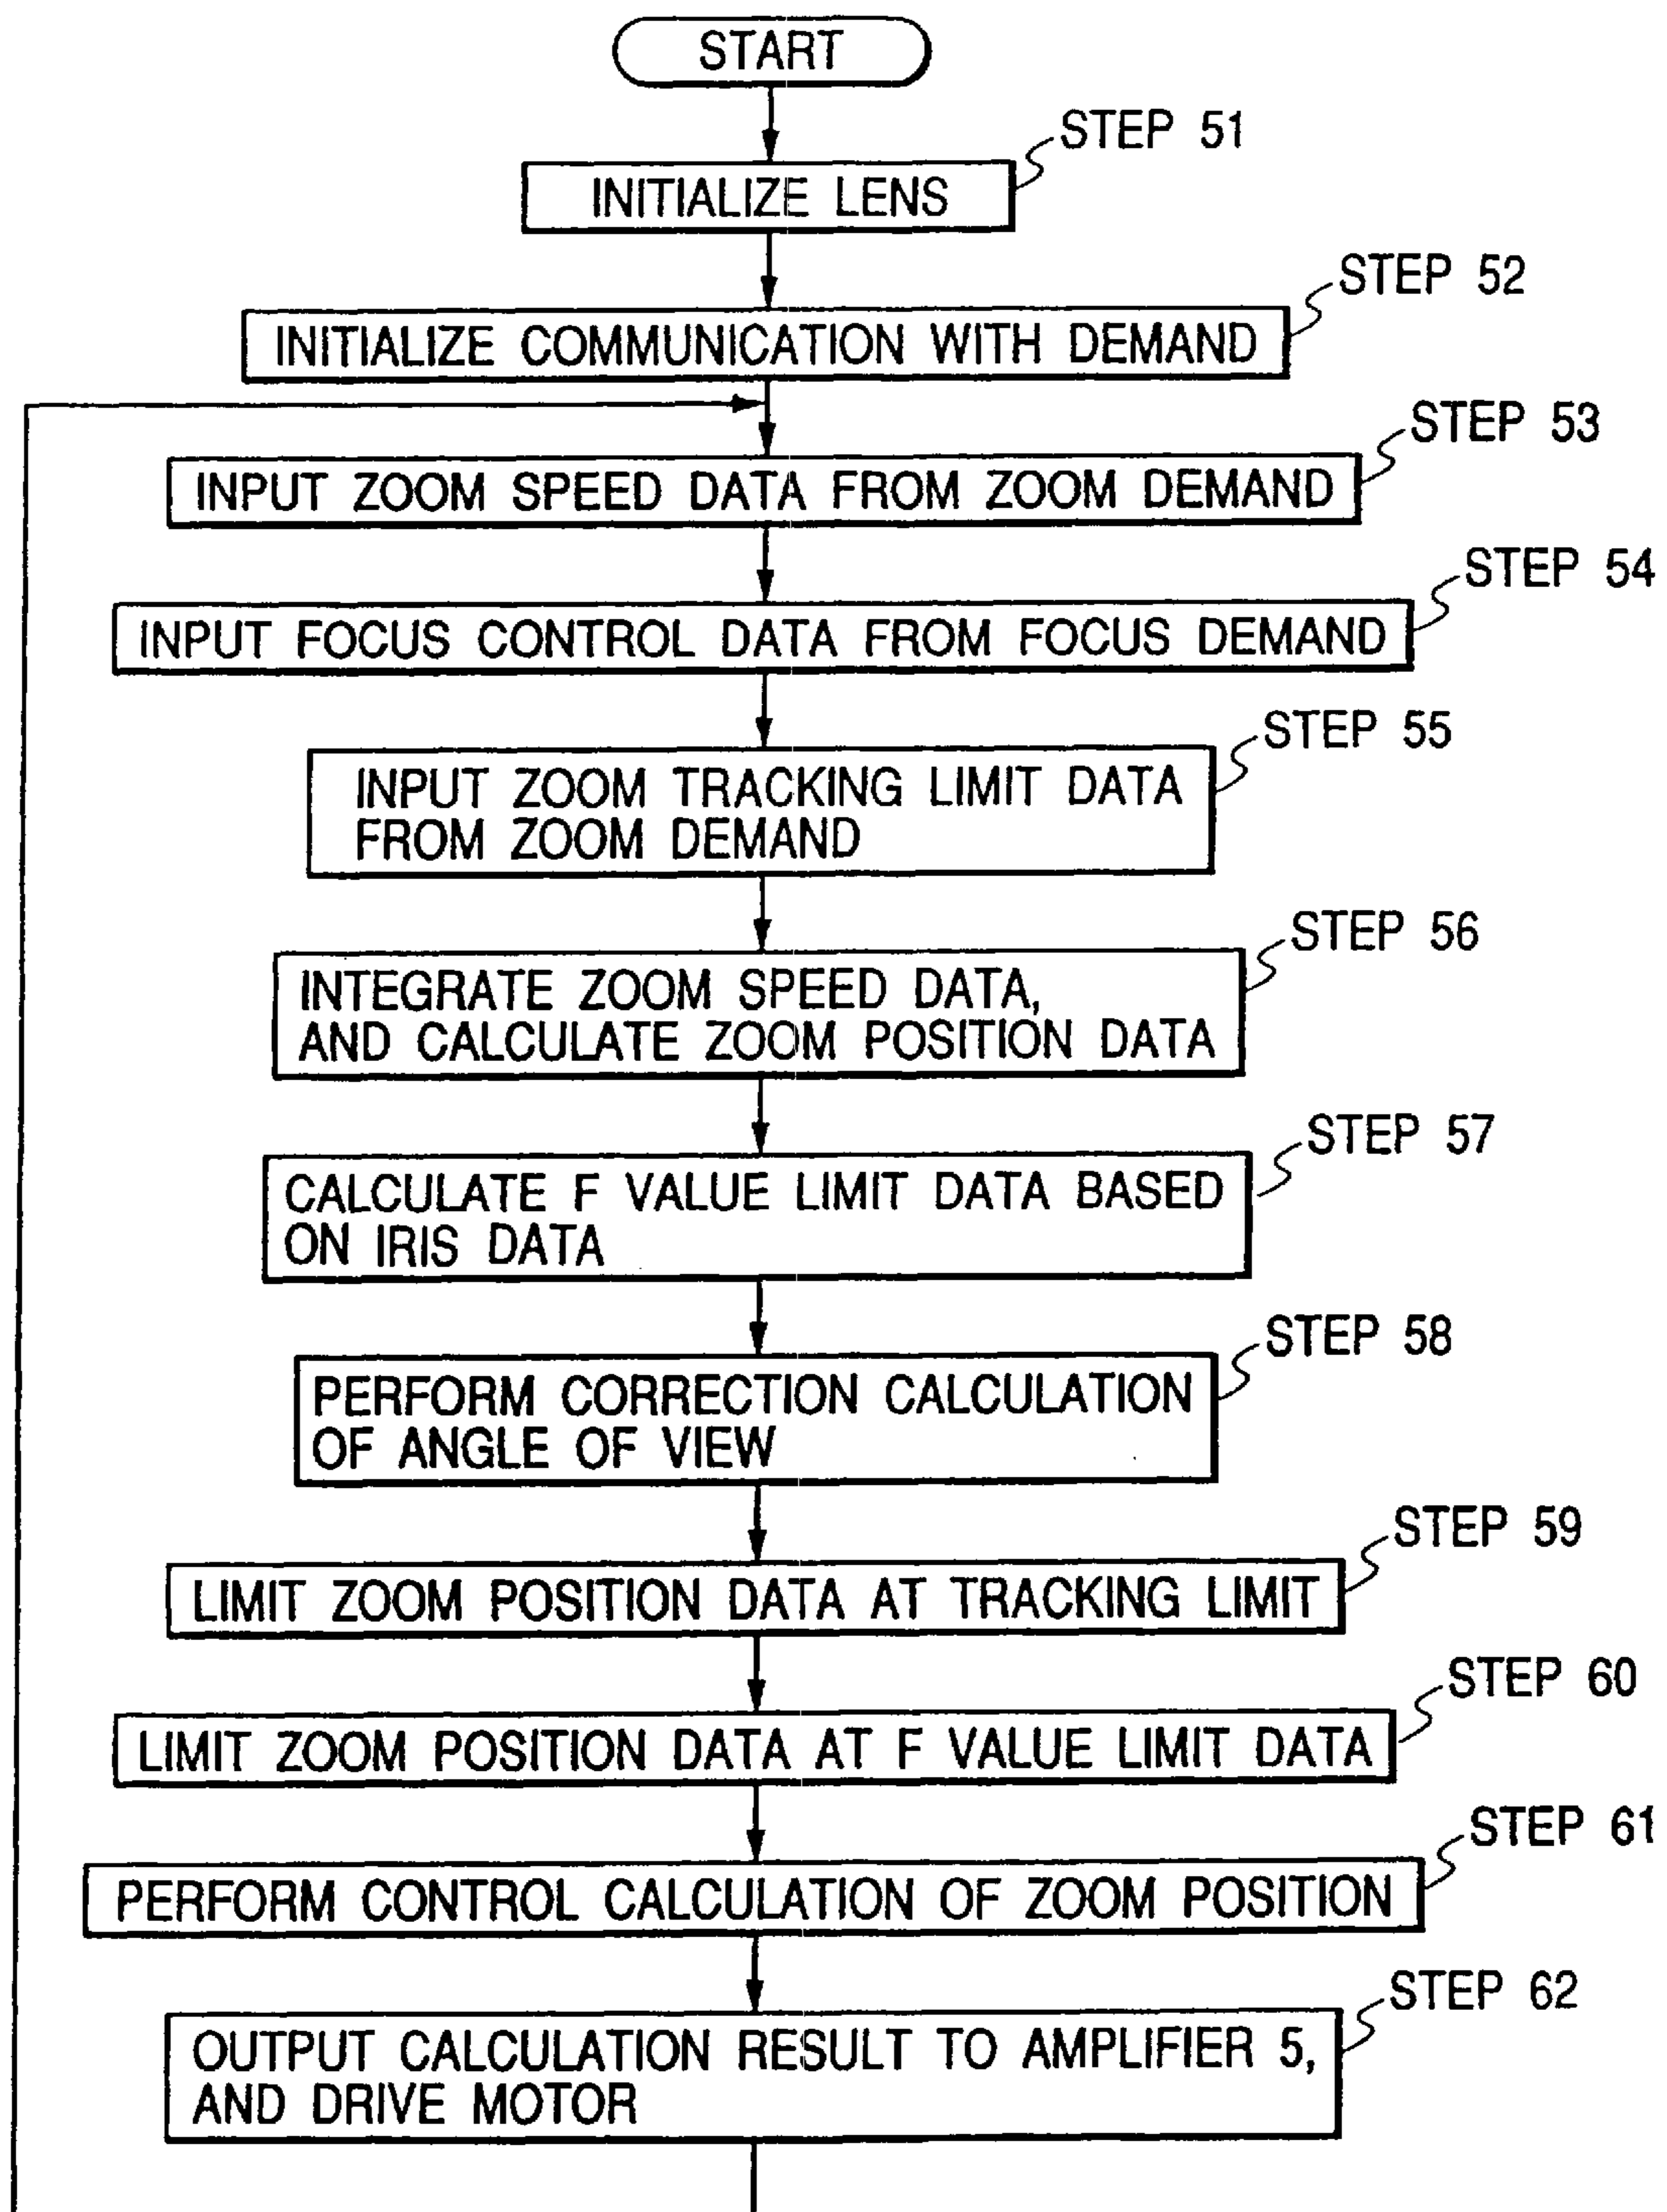 START
STEP 51
INITIALIZE LENS
STEP 52
INITIALIZE COMMUNICATION WITH DEMAND
STEP 53
INPUT ZOOM SPEED DATA FROM ZOOM DEMAND
STEP 54
INPUT FOCUS CONTROL DATA FROM FOCUS DEMAND
STEP 55
INPUT ZOOM TRACKING LIMIT DATA
FROM ZOOM DEMAND
STEP 56
INTEGRATE ZOOM SPEED DATA,
AND CALCULATE ZOOM POSITION DATA
STEP 57
CALCULATE F VALUE LIMIT DATA BASED
ON IRIS DATA
STEP 58
PERFORM CORRECTION CALCULATION
OF ANGLE OF VIEW
STEP 59
LIMIT ZOOM POSITION DATA AT TRACKING LIMIT
STEP 60
LIMIT ZOOM POSITION DATA AT F VALUE LIMIT DATA
STEP 61
PERFORM CONTROL CALCULATION OF ZOOM POSITION
STEP 62
OUTPUT CALCULATION RESULT TO AMPLIFIER 5,
AND DRIVE MOTOR